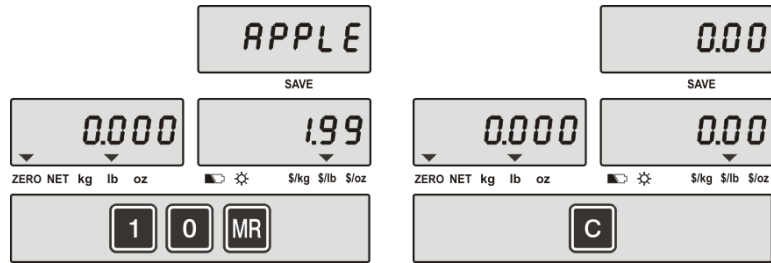 APPLE
SAVE
0.000
1.99
ZERO NET kg lb oz
$/kg $/lb $/oz
1 0 MR
0.00
SAVE
0.000
0.00
ZERO NET kg lb oz
$/kg $/lb $/oz
C